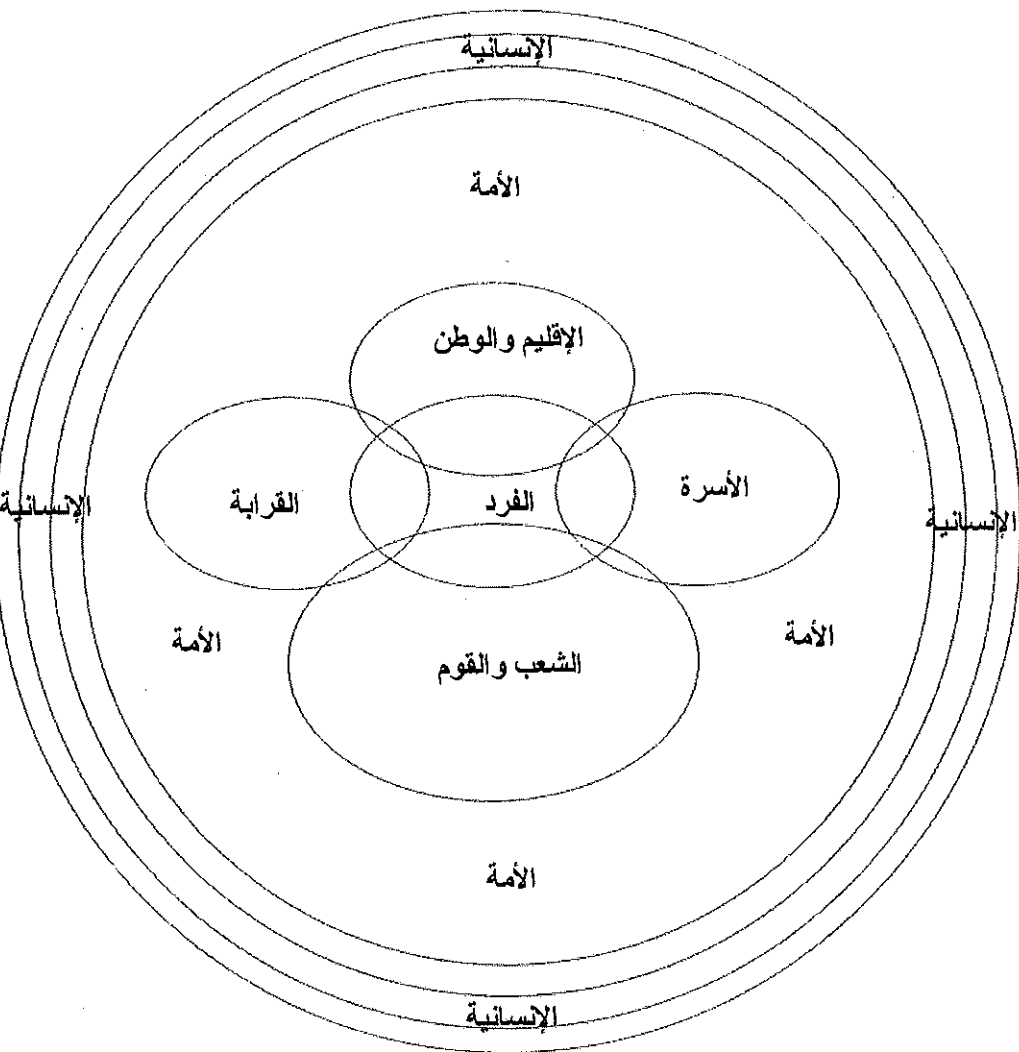 الإنسانية
الأمة
الإقليم والوطن
الأسرة
الفرد
القرابة
الإنسانية
الإنسانية
الأمة
الأمة
الشعب والقوم
الأمة
الإنسانية